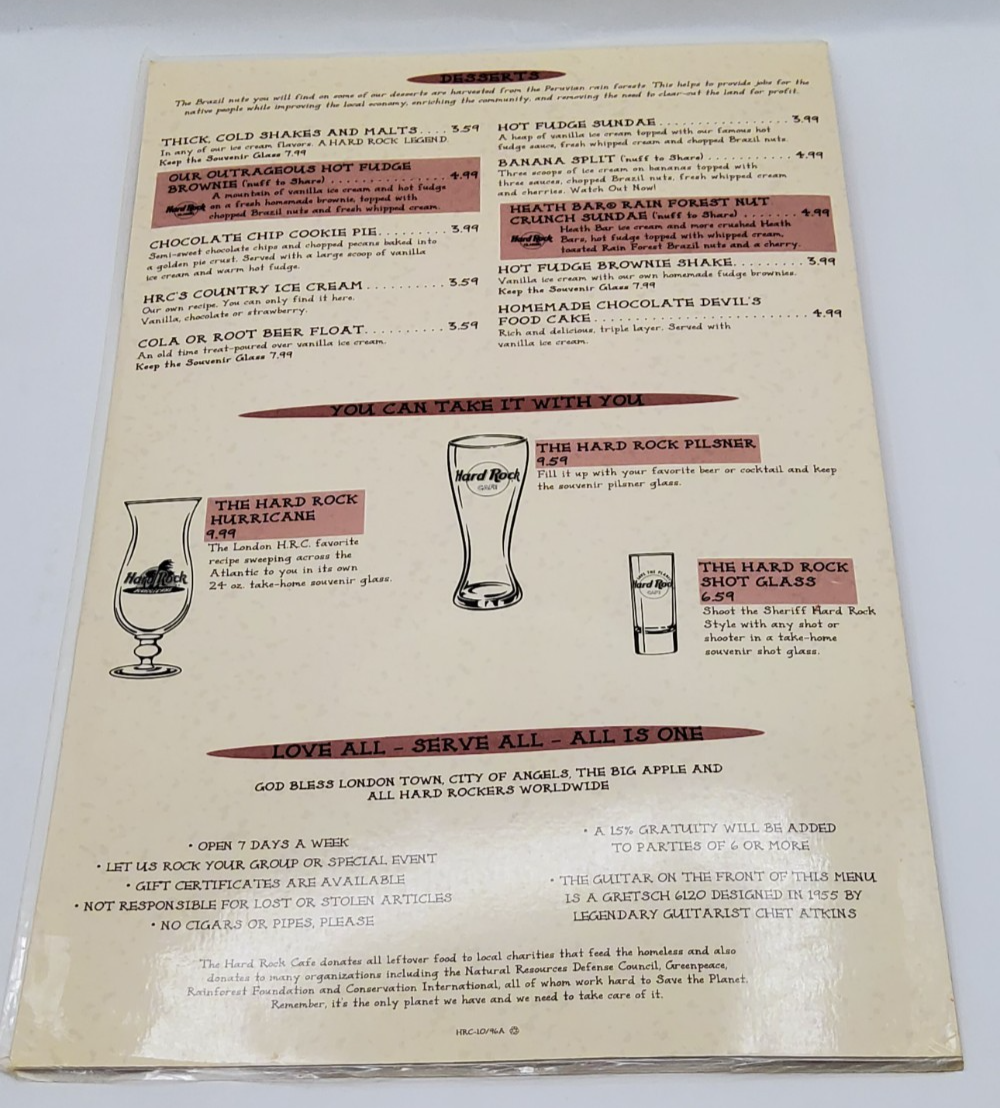 DESSERTS
The Brazil nuts you will find on some of our desserts are harvested from the Peruvian rain forests. This helps to provide jobs for the
native people while improving the local economy, enriching the community, and removing the need to clear-cut the land for profit.
THICK, COLD SHAKES AND MALTS.... 3.59
In any of our ice cream flavors. A HARD ROCK LEGEND.
Keep the Souvenir Glass 7.99
OUR OUTRAGEOUS HOT FUDGE
BROWNIE (nuff to Share) .................. 4.99
A mountain of vanilla ice cream and hot fudge
Hard Rock on a fresh homemade brownie, topped with
chopped Brazil nuts and fresh whipped cream.
CHOCOLATE CHIP COOKIE PIE........... 3.99
Semi-sweet chocolate chips and chopped pecans baked into
a golden pie crust. Served with a large scoop of vanilla
ice cream and warm hot fudge.
HRC'S COUNTRY ICE CREAM ............ 3.59
Our own recipe. You can only find it here.
Vanilla, chocolate or strawberry.
COLA OR ROOT BEER FLOAT............ 3.59
An old time treat-poured over vanilla ice cream.
Keep the Souvenir Glass 7.99
HOT FUDGE SUNDAE .................... 3.99
A heap of vanilla ice cream topped with our famous hot
fudge sauce, fresh whipped cream and chopped Brazil nuts.
BANANA SPLIT (nuff to Share) .............. 4.99
Three scoops of ice cream on bananas topped with
three sauces, chopped Brazil nuts, fresh whipped cream
and cherries. Watch Out Now!
HEATH BAR® RAIN FOREST NUT
CRUNCH SUNDAE (nuff to Share) ........ 4.99
Heath Bar ice cream and more crushed Heath
Hard Rock Bars, hot fudge topped with whipped cream,
toasted Rain Forest Brazil nuts and a cherry.
HOT FUDGE BROWNIE SHAKE............ 3.99
Vanilla ice cream with our own homemade fudge brownies.
Keep the Souvenir Glass 7.99
HOMEMADE CHOCOLATE DEVIL'S
FOOD CAKE............................... 4.99
Rich and delicious, triple layer. Served with
vanilla ice cream.
YOU CAN TAKE IT WITH YOU
Hard Rock
CAFE
THE HARD ROCK PILSNER
9.59
Fill it up with your favorite beer or cocktail and keep
the souvenir pilsner glass.
Hard Rock
THE HARD ROCK
HURRICANE
9.99
The London H.R.C. favorite
recipe sweeping across the
Atlantic to you in its own
24 oz. take-home souvenir glass.
SAVE THE PLANET
Hard Rock
CAFE
THE HARD ROCK
SHOT GLASS
6.59
Shoot the Sheriff Hard Rock
Style with any shot or
shooter in a take-home
souvenir shot glass.
LOVE ALL - SERVE ALL - ALL IS ONE
GOD BLESS LONDON TOWN, CITY OF ANGELS, THE BIG APPLE AND
ALL HARD ROCKERS WORLDWIDE
• OPEN 7 DAYS A WEEK
• LET US ROCK YOUR GROUP OR SPECIAL EVENT
• GIFT CERTIFICATES ARE AVAILABLE
• NOT RESPONSIBLE FOR LOST OR STOLEN ARTICLES
• NO CIGARS OR PIPES, PLEASE
• A 15% GRATUITY WILL BE ADDED
TO PARTIES OF 6 OR MORE
• THE GUITAR ON THE FRONT OF THIS MENU
IS A GRETSCH 6120 DESIGNED IN 1955 BY
LEGENDARY GUITARIST CHET ATKINS
The Hard Rock Cafe donates all leftover food to local charities that feed the homeless and also
donates to many organizations including the Natural Resources Defense Council, Greenpeace,
Rainforest Foundation and Conservation International, all of whom work hard to Save the Planet.
Remember, it's the only planet we have and we need to take care of it.
HRC-10/96A